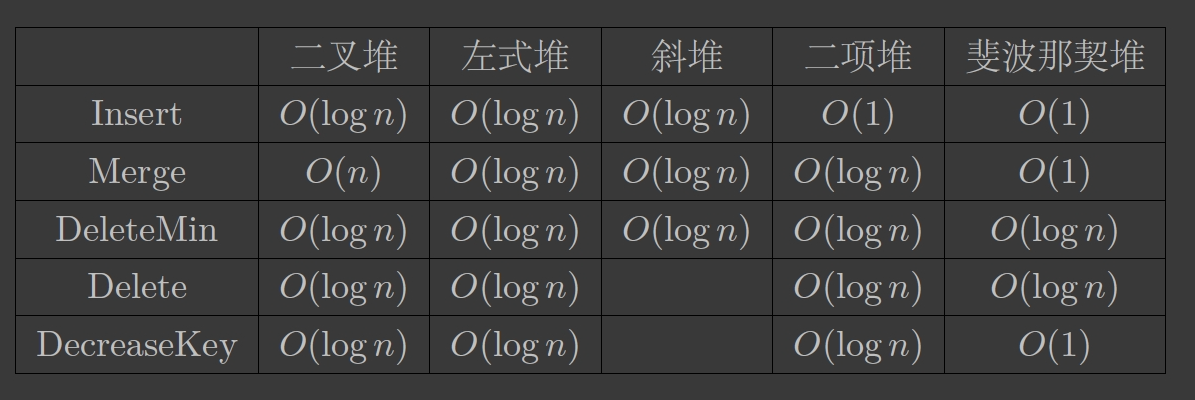 二叉堆 左式堆 斜堆 二项堆 斐波那契堆
Insert O(log n) O(log n) O(log n) O(1) O(1)
Merge O(n) O(log n) O(log n) O(log n) O(1)
DeleteMin O(log n) O(log n) O(log n) O(log n) O(log n)
Delete O(log n) O(log n) O(log n) O(log n)
DecreaseKey O(log n) O(log n) O(log n) O(1)